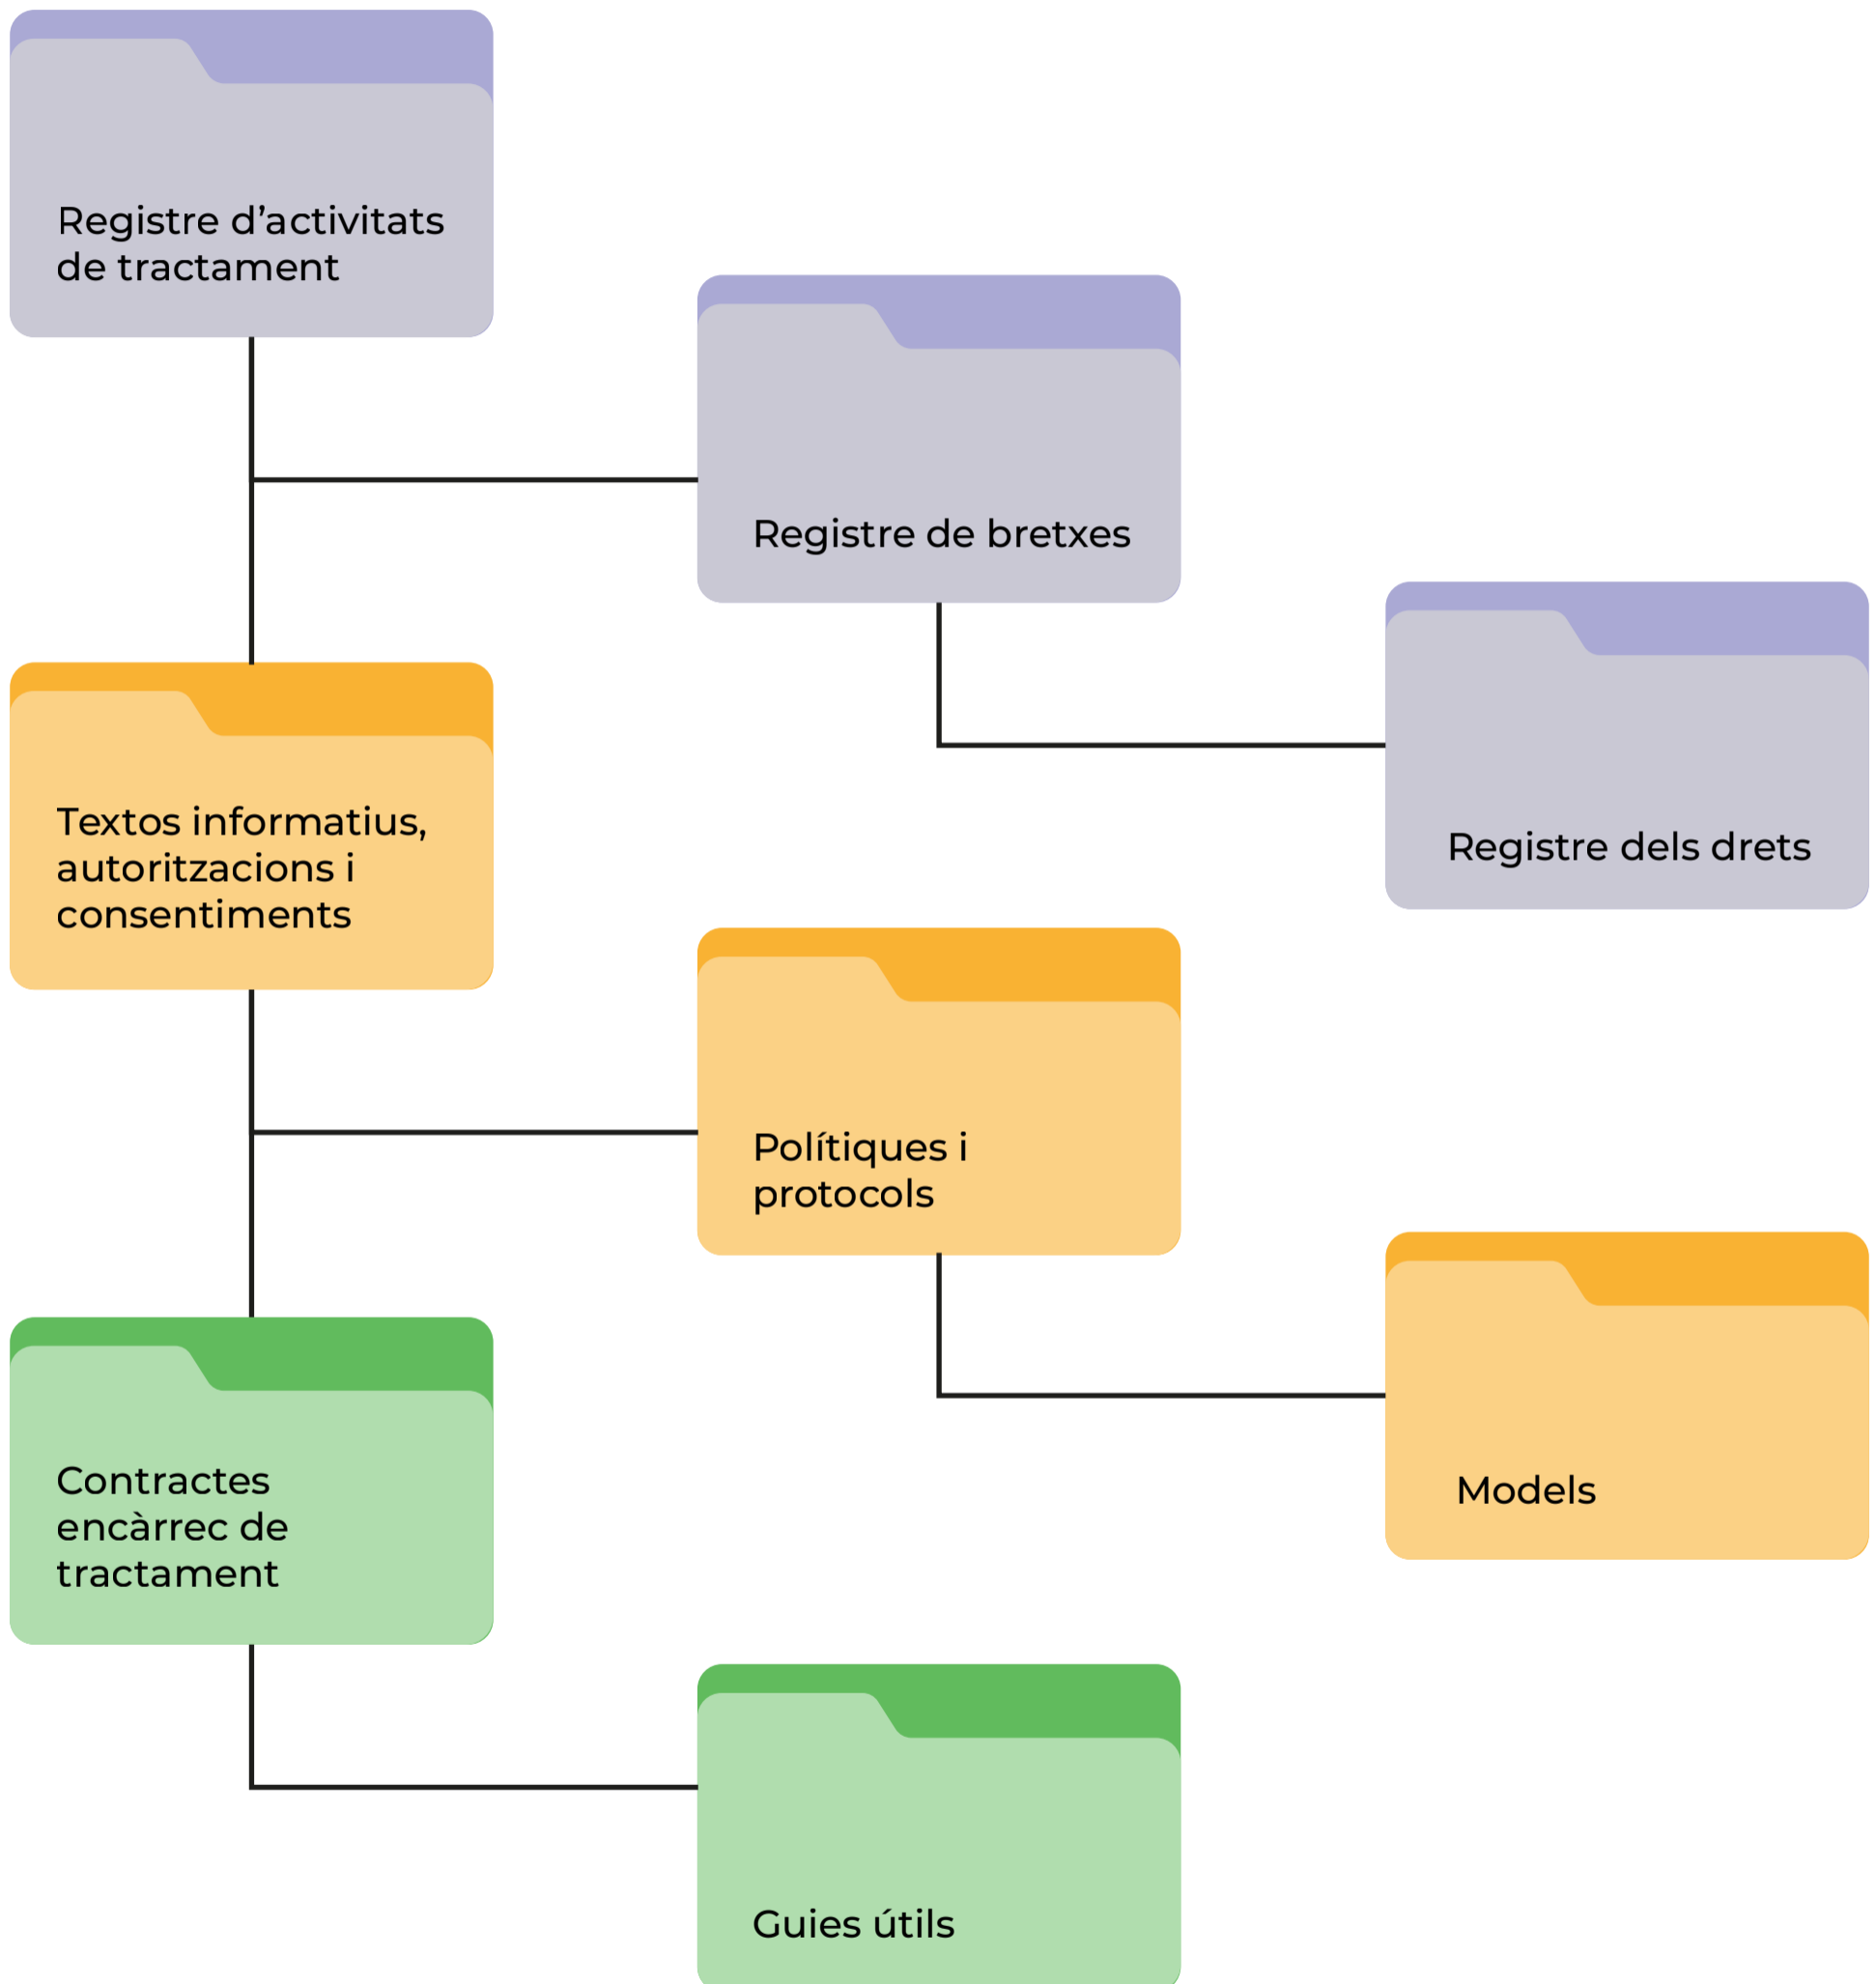 Registre d’activitats
de tractament
Registre de bretxes
Registre dels drets
Textos informatius,
autoritzacions i
consentiments
Polítiques i
protocols
Models
Contractes
encàrrec de
tractament
Guies útils